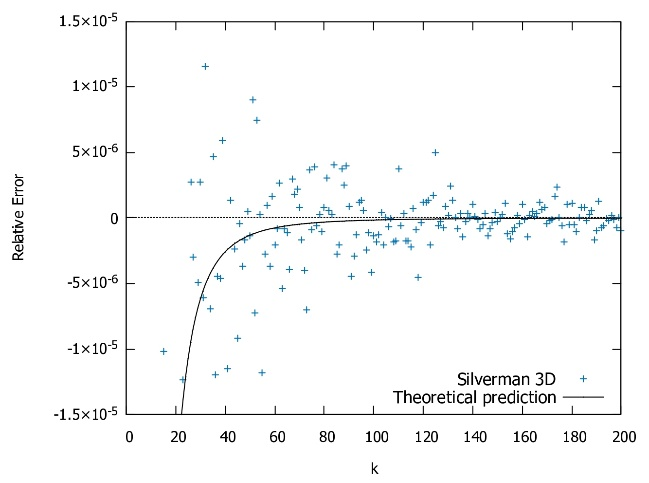 1.5×10⁻⁵
1×10⁻⁵
5×10⁻⁶
0
-5×10⁻⁶
-1×10⁻⁵
-1.5×10⁻⁵
Relative Error
Silverman 3D
Theoretical prediction
0 20 40 60 80 100 120 140 160 180 200
k